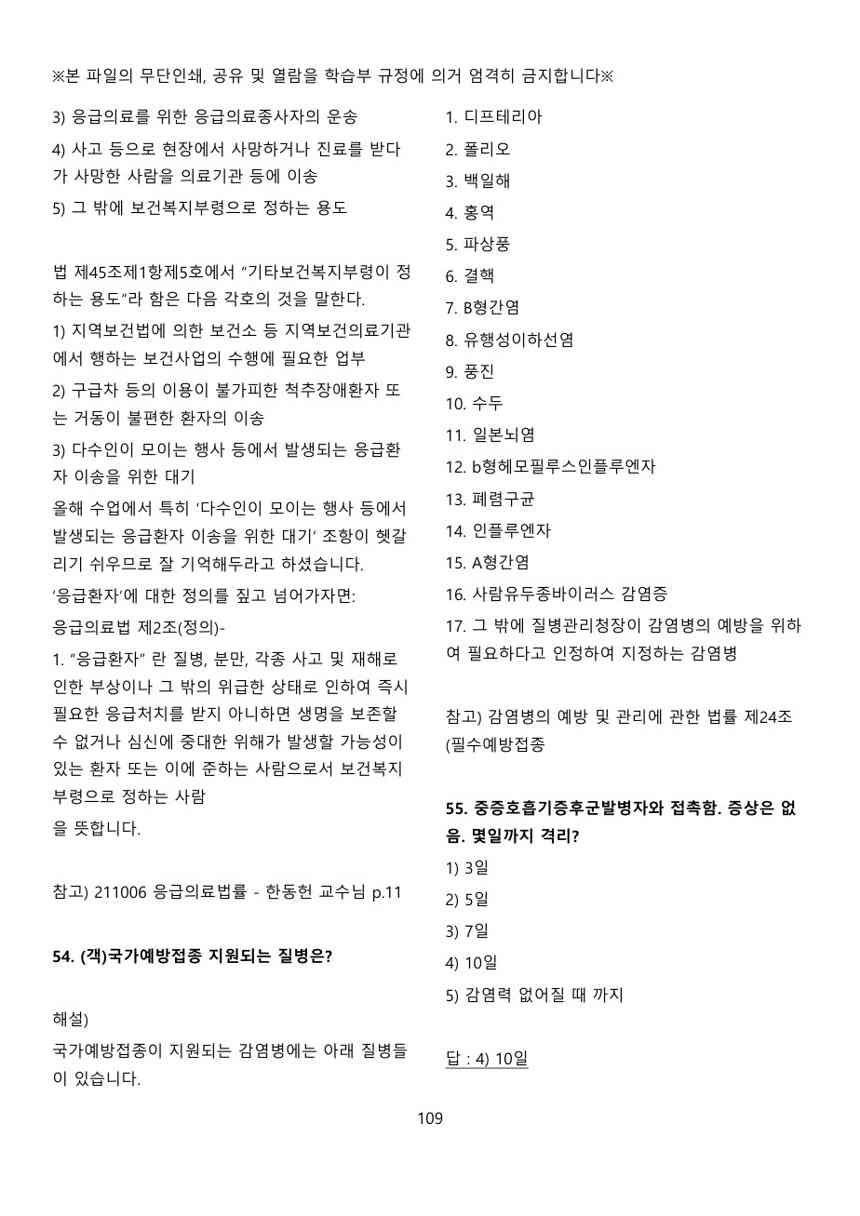 ※본 파일의 무단인쇄, 공유 및 열람을 학습부 규정에 의거 엄격히 금지합니다※
3) 응급의료를 위한 응급의료종사자의 운송
4) 사고 등으로 현장에서 사망하거나 진료를 받다
가 사망한 사람을 의료기관 등에 이송
5) 그 밖에 보건복지부령으로 정하는 용도
법 제45조제1항제5호에서 “기타보건복지부령이 정
하는 용도”라 함은 다음 각호의 것을 말한다.
1) 지역보건법에 의한 보건소 등 지역보건의료기관
에서 행하는 보건사업의 수행에 필요한 업부
2) 구급차 등의 이용이 불가피한 척추장애환자 또
는 거동이 불편한 환자의 이송
3) 다수인이 모이는 행사 등에서 발생되는 응급환
자 이송을 위한 대기
올해 수업에서 특히 ‘다수인이 모이는 행사 등에서
발생되는 응급환자 이송을 위한 대기‘ 조항이 헷갈
리기 쉬우므로 잘 기억해두라고 하셨습니다.
‘응급환자’에 대한 정의를 짚고 넘어가자면:
응급의료법 제2조(정의)-
1. “응급환자” 란 질병, 분만, 각종 사고 및 재해로
인한 부상이나 그 밖의 위급한 상태로 인하여 즉시
필요한 응급처치를 받지 아니하면 생명을 보존할
수 없거나 심신에 중대한 위해가 발생할 가능성이
있는 환자 또는 이에 준하는 사람으로서 보건복지
부령으로 정하는 사람
을 뜻합니다.
참고) 211006 응급의료법률 - 한동헌 교수님 p.11
54. (객)국가예방접종 지원되는 질병은?
해설)
국가예방접종이 지원되는 감염병에는 아래 질병들
이 있습니다.
1. 디프테리아
2. 폴리오
3. 백일해
4. 홍역
5. 파상풍
6. 결핵
7. B형간염
8. 유행성이하선염
9. 풍진
10. 수두
11. 일본뇌염
12. b형헤모필루스인플루엔자
13. 폐렴구균
14. 인플루엔자
15. A형간염
16. 사람유두종바이러스 감염증
17. 그 밖에 질병관리청장이 감염병의 예방을 위하
여 필요하다고 인정하여 지정하는 감염병
참고) 감염병의 예방 및 관리에 관한 법률 제24조
(필수예방접종
55. 중증호흡기증후군발병자와 접촉함. 증상은 없
음. 몇일까지 격리?
1) 3일
2) 5일
3) 7일
4) 10일
5) 감염력 없어질 때 까지
답 : 4) 10일
109